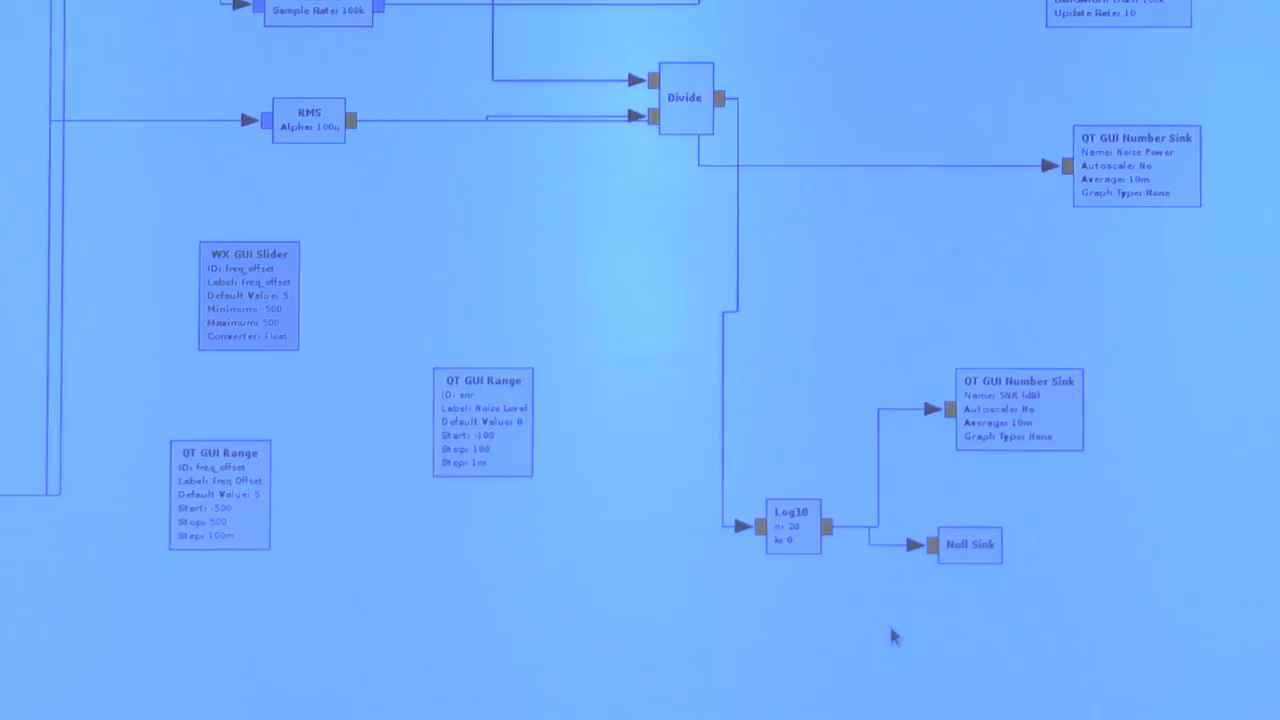 Sample Rate: 100k
Update Rate: 10
Divide
RMS
Alpha: 100u
QT GUI Number Sink
Name: Noise Power
Autoscale: No
Average: 10m
Graph Type: None
WX GUI Slider
ID: freq_offset
Label: freq_offset
Default Value: 5
Minimum: -500
Maximum: 500
Converter: Float
QT GUI Range
ID: snr
Label: Noise Level
Default Value: 0
Start: -100
Stop: 100
Step: 1m
QT GUI Number Sink
Name: SNR (dB)
Autoscale: No
Average: 10m
Graph Type: None
QT GUI Range
ID: freq_offset
Label: Freq Offset
Default Value: 5
Start: -500
Stop: 500
Step: 100m
Log10
n: 20
k: 0
Null Sink